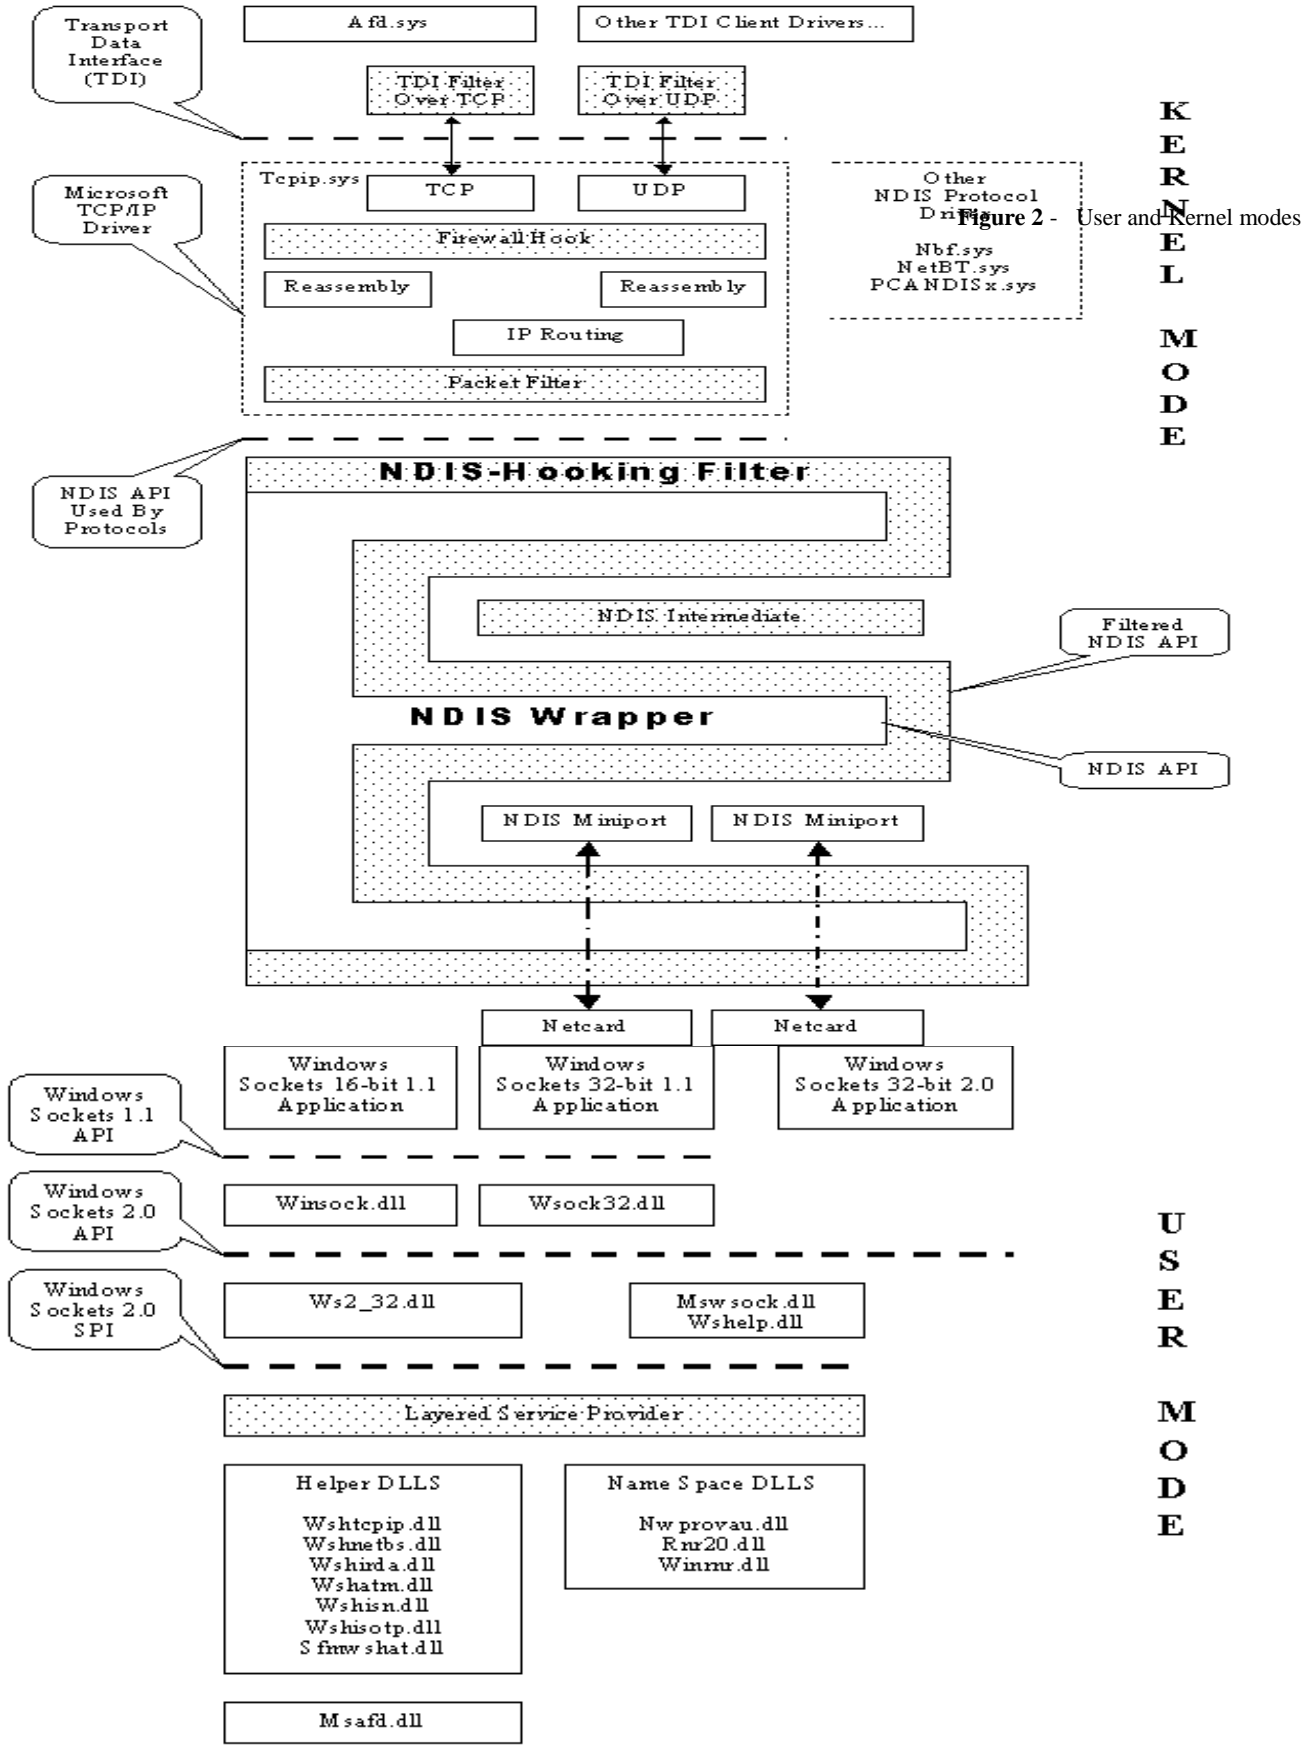 Transport
Data
Interface
(TDI)
Afd.sys
Other TDI Client Drivers...
TDI Filter
Over TCP
TDI Filter
Over UDP
Microsoft
TCP/IP
Driver
Tcpip.sys
TCP
UDP
Firewall Hook
Reassembly
Reassembly
IP Routing
Packet Filter
Other
NDIS Protocol
Driver
Nbf.sys
NetBT.sys
PCANDISx.sys
Figure 2 - User and Kernel modes
KERNEL
MODE
NDIS API
Used By
Protocols
NDIS-Hooking Filter
NDIS Intermediate
Filtered
NDIS API
NDIS Wrapper
NDIS API
NDIS Miniport
NDIS Miniport
Netcard
Netcard
Windows
Sockets 16-bit 1.1
Application
Windows
Sockets 32-bit 1.1
Application
Windows
Sockets 32-bit 2.0
Application
Windows
Sockets 1.1
API
Winsock.dll
Wsock32.dll
Windows
Sockets 2.0
API
Ws2_32.dll
Mswsock.dll
Wshelp.dll
Windows
Sockets 2.0
SPI
USER
MODE
Layered Service Provider
Helper DLLS
Wshtcpip.dll
Wshnetbs.dll
Wshirda.dll
Wshatm.dll
Wshisn.dll
Wshisotp.dll
Sfmwshat.dll
Name Space DLLS
Nwprovau.dll
Rnr20.dll
Winrnr.dll
Msafd.dll